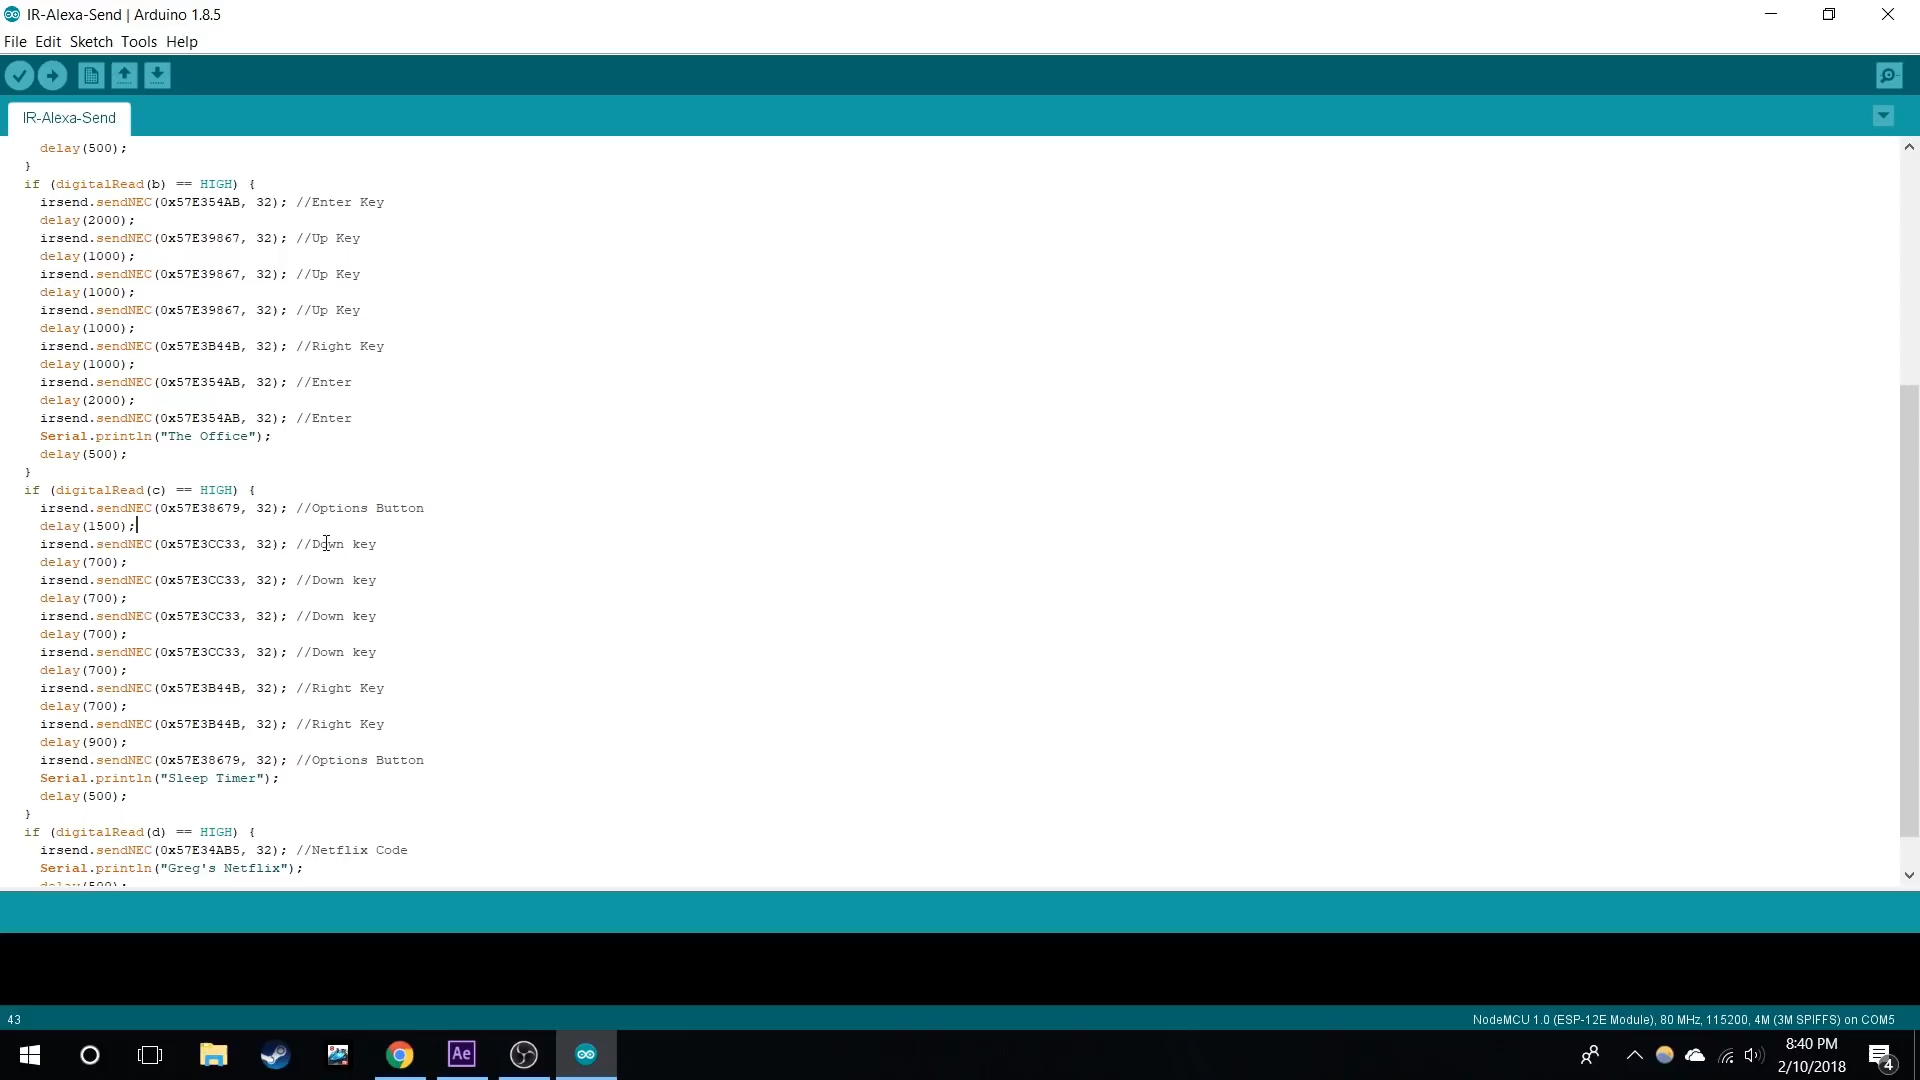 IR-Alexa-Send | Arduino 1.8.5
File Edit Sketch Tools Help
IR-Alexa-Send
delay(500);
}
if (digitalRead(b) == HIGH) {
irsend.sendNEC(0x57E354AB, 32); //Enter Key
delay(2000);
irsend.sendNEC(0x57E39867, 32); //Up Key
delay(1000);
irsend.sendNEC(0x57E39867, 32); //Up Key
delay(1000);
irsend.sendNEC(0x57E39867, 32); //Up Key
delay(1000);
irsend.sendNEC(0x57E3B44B, 32); //Right Key
delay(1000);
irsend.sendNEC(0x57E354AB, 32); //Enter
delay(2000);
irsend.sendNEC(0x57E354AB, 32); //Enter
Serial.println("The Office");
delay(500);
}
if (digitalRead(c) == HIGH) {
irsend.sendNEC(0x57E38679, 32); //Options Button
delay(1500);
irsend.sendNEC(0x57E3CC33, 32); //Down key
delay(700);
irsend.sendNEC(0x57E3CC33, 32); //Down key
delay(700);
irsend.sendNEC(0x57E3CC33, 32); //Down key
delay(700);
irsend.sendNEC(0x57E3CC33, 32); //Down key
delay(700);
irsend.sendNEC(0x57E3B44B, 32); //Right Key
delay(700);
irsend.sendNEC(0x57E3B44B, 32); //Right Key
delay(900);
irsend.sendNEC(0x57E38679, 32); //Options Button
Serial.println("Sleep Timer");
delay(500);
}
if (digitalRead(d) == HIGH) {
irsend.sendNEC(0x57E34AB5, 32); //Netflix Code
Serial.println("Greg's Netflix");
delay(500);
43
NodeMCU 1.0 (ESP-12E Module), 80 MHz, 115200, 4M (3M SPIFFS) on COM5
Ae
8:40 PM
2/10/2018
4